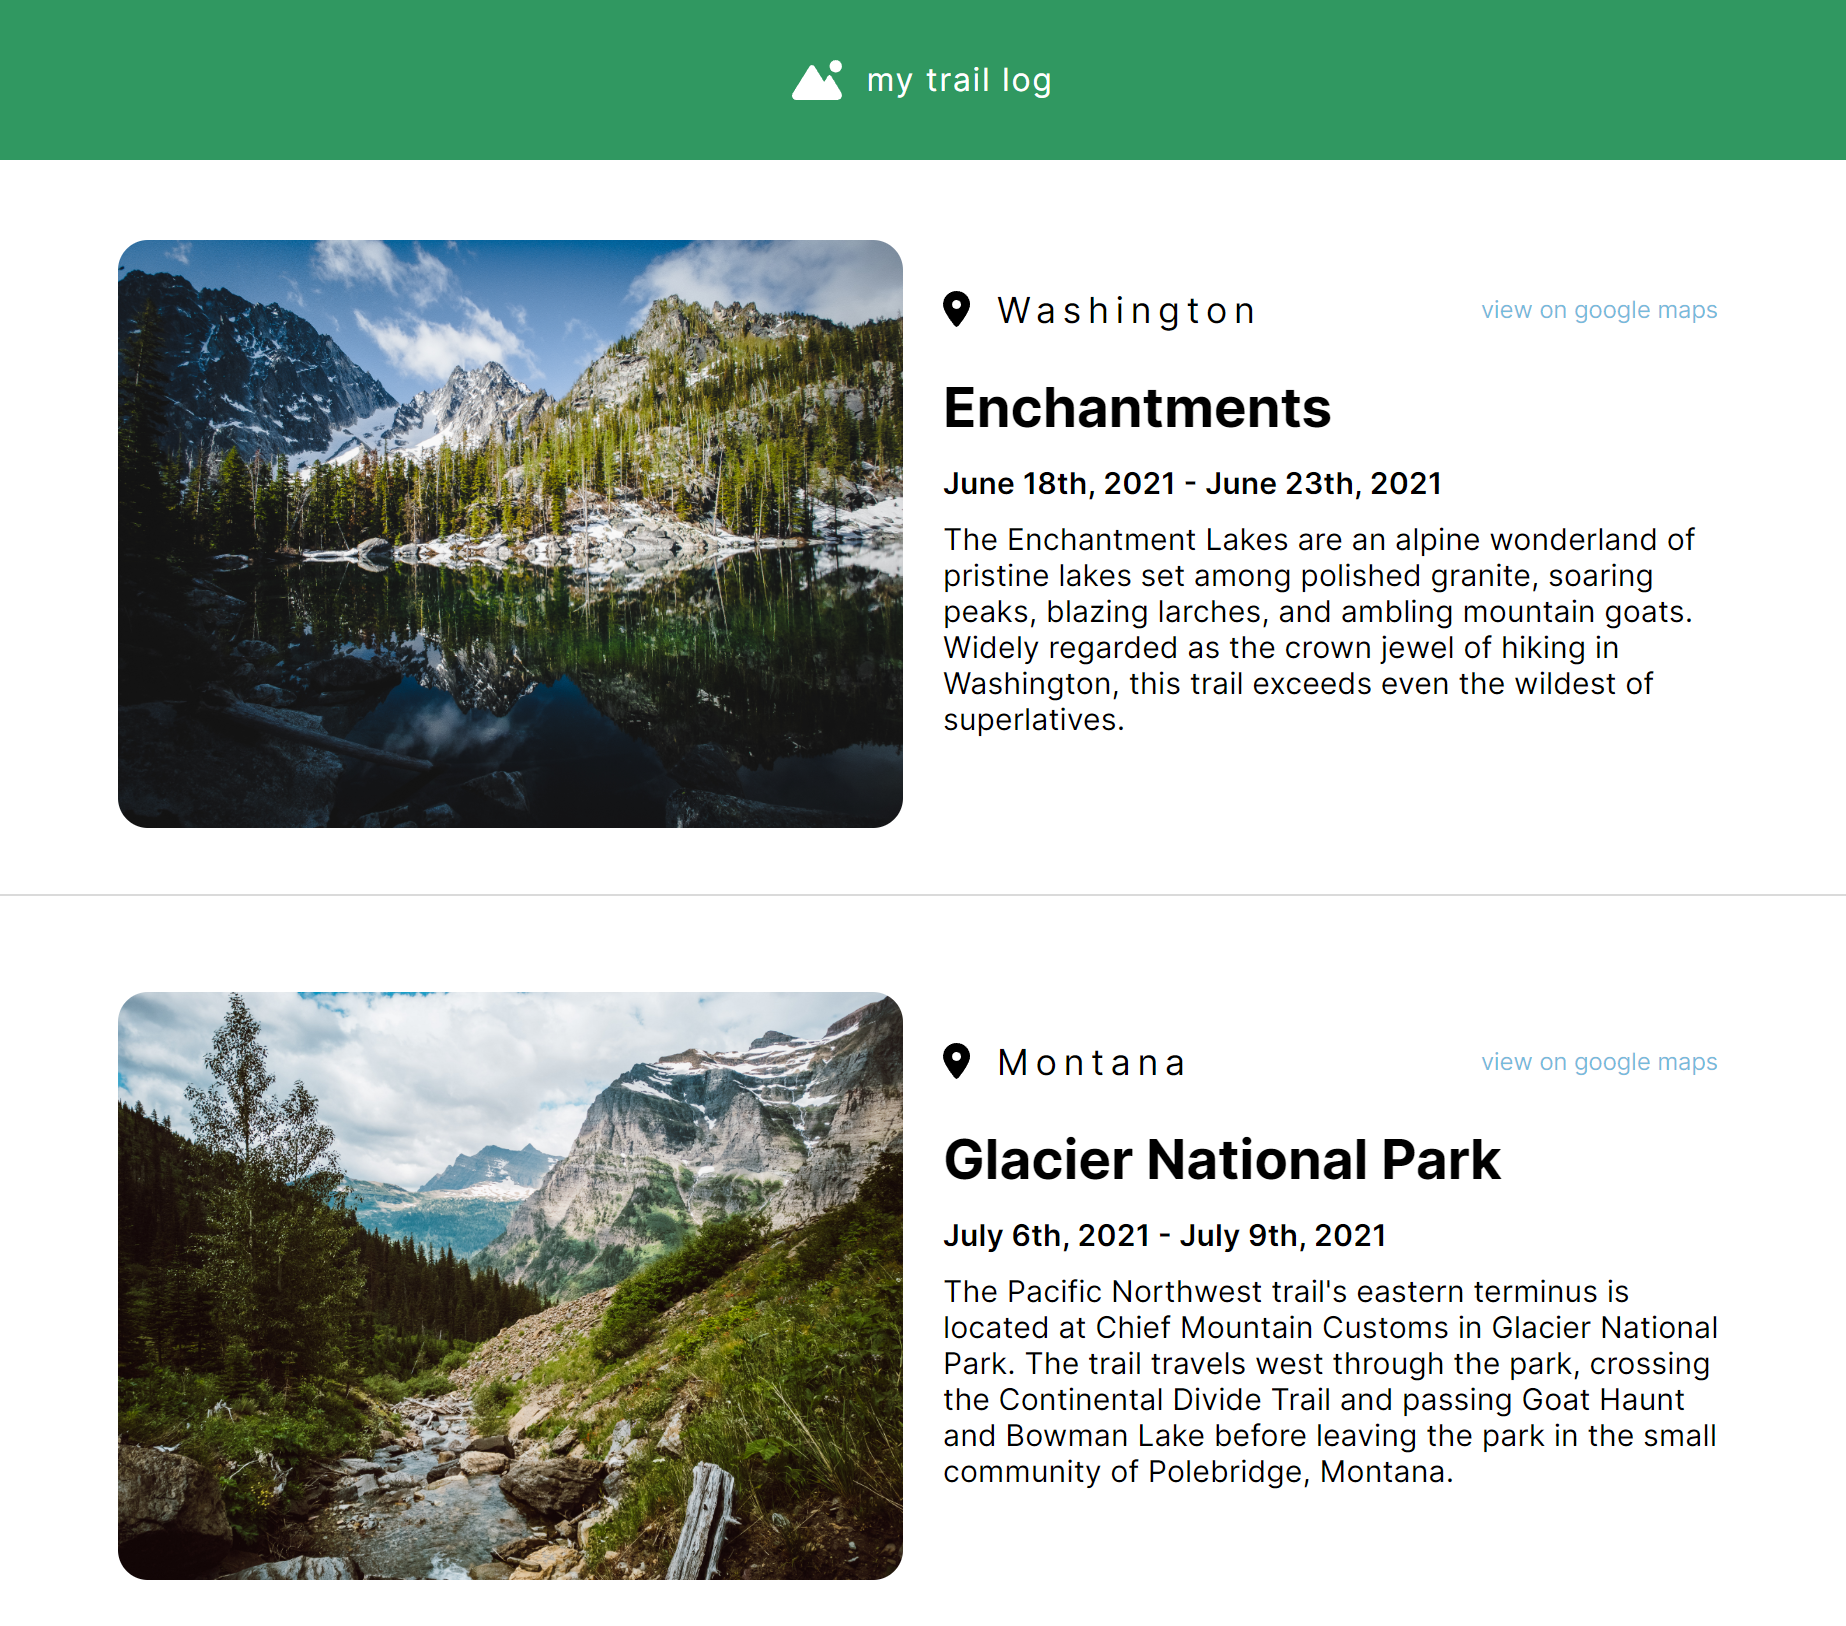 my trail log
Washington
view on google maps
Enchantments
June 18th, 2021 - June 23th, 2021
The Enchantment Lakes are an alpine wonderland of
pristine lakes set among polished granite, soaring
peaks, blazing larches, and ambling mountain goats.
Widely regarded as the crown jewel of hiking in
Washington, this trail exceeds even the wildest of
superlatives.
Montana
view on google maps
Glacier National Park
July 6th, 2021 - July 9th, 2021
The Pacific Northwest trail's eastern terminus is
located at Chief Mountain Customs in Glacier National
Park. The trail travels west through the park, crossing
the Continental Divide Trail and passing Goat Haunt
and Bowman Lake before leaving the park in the small
community of Polebridge, Montana.